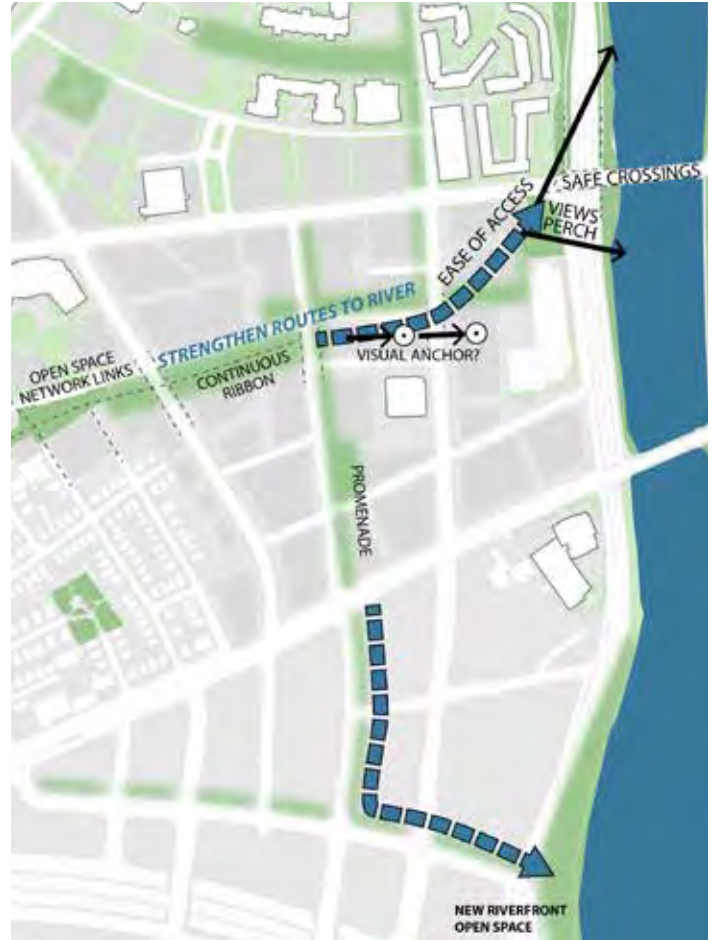 SAFE CROSSINGS
EASE OF ACCESS
VIEWS
PERCH
STRENGTHEN ROUTES TO RIVER
VISUAL ANCHOR?
OPEN SPACE
NETWORK LINKS
CONTINUOUS
RIBBON
PROMENADE
NEW RIVERFRONT
OPEN SPACE